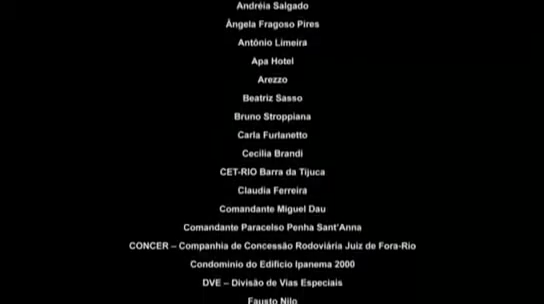 Andréia Salgado
Ângela Fragoso Pires
Antônio Limeira
Apa Hotel
Arezzo
Beatriz Sasso
Bruno Stroppiana
Carla Furlanetto
Cecília Brandi
CET-RIO Barra da Tijuca
Claudia Ferreira
Comandante Miguel Dau
Comandante Paracelso Penha Sant'Anna
CONCER – Companhia de Concessão Rodoviária Juiz de Fora-Rio
Condomínio do Edifício Ipanema 2000
DVE – Divisão de Vias Especiais
Fausto Nilo